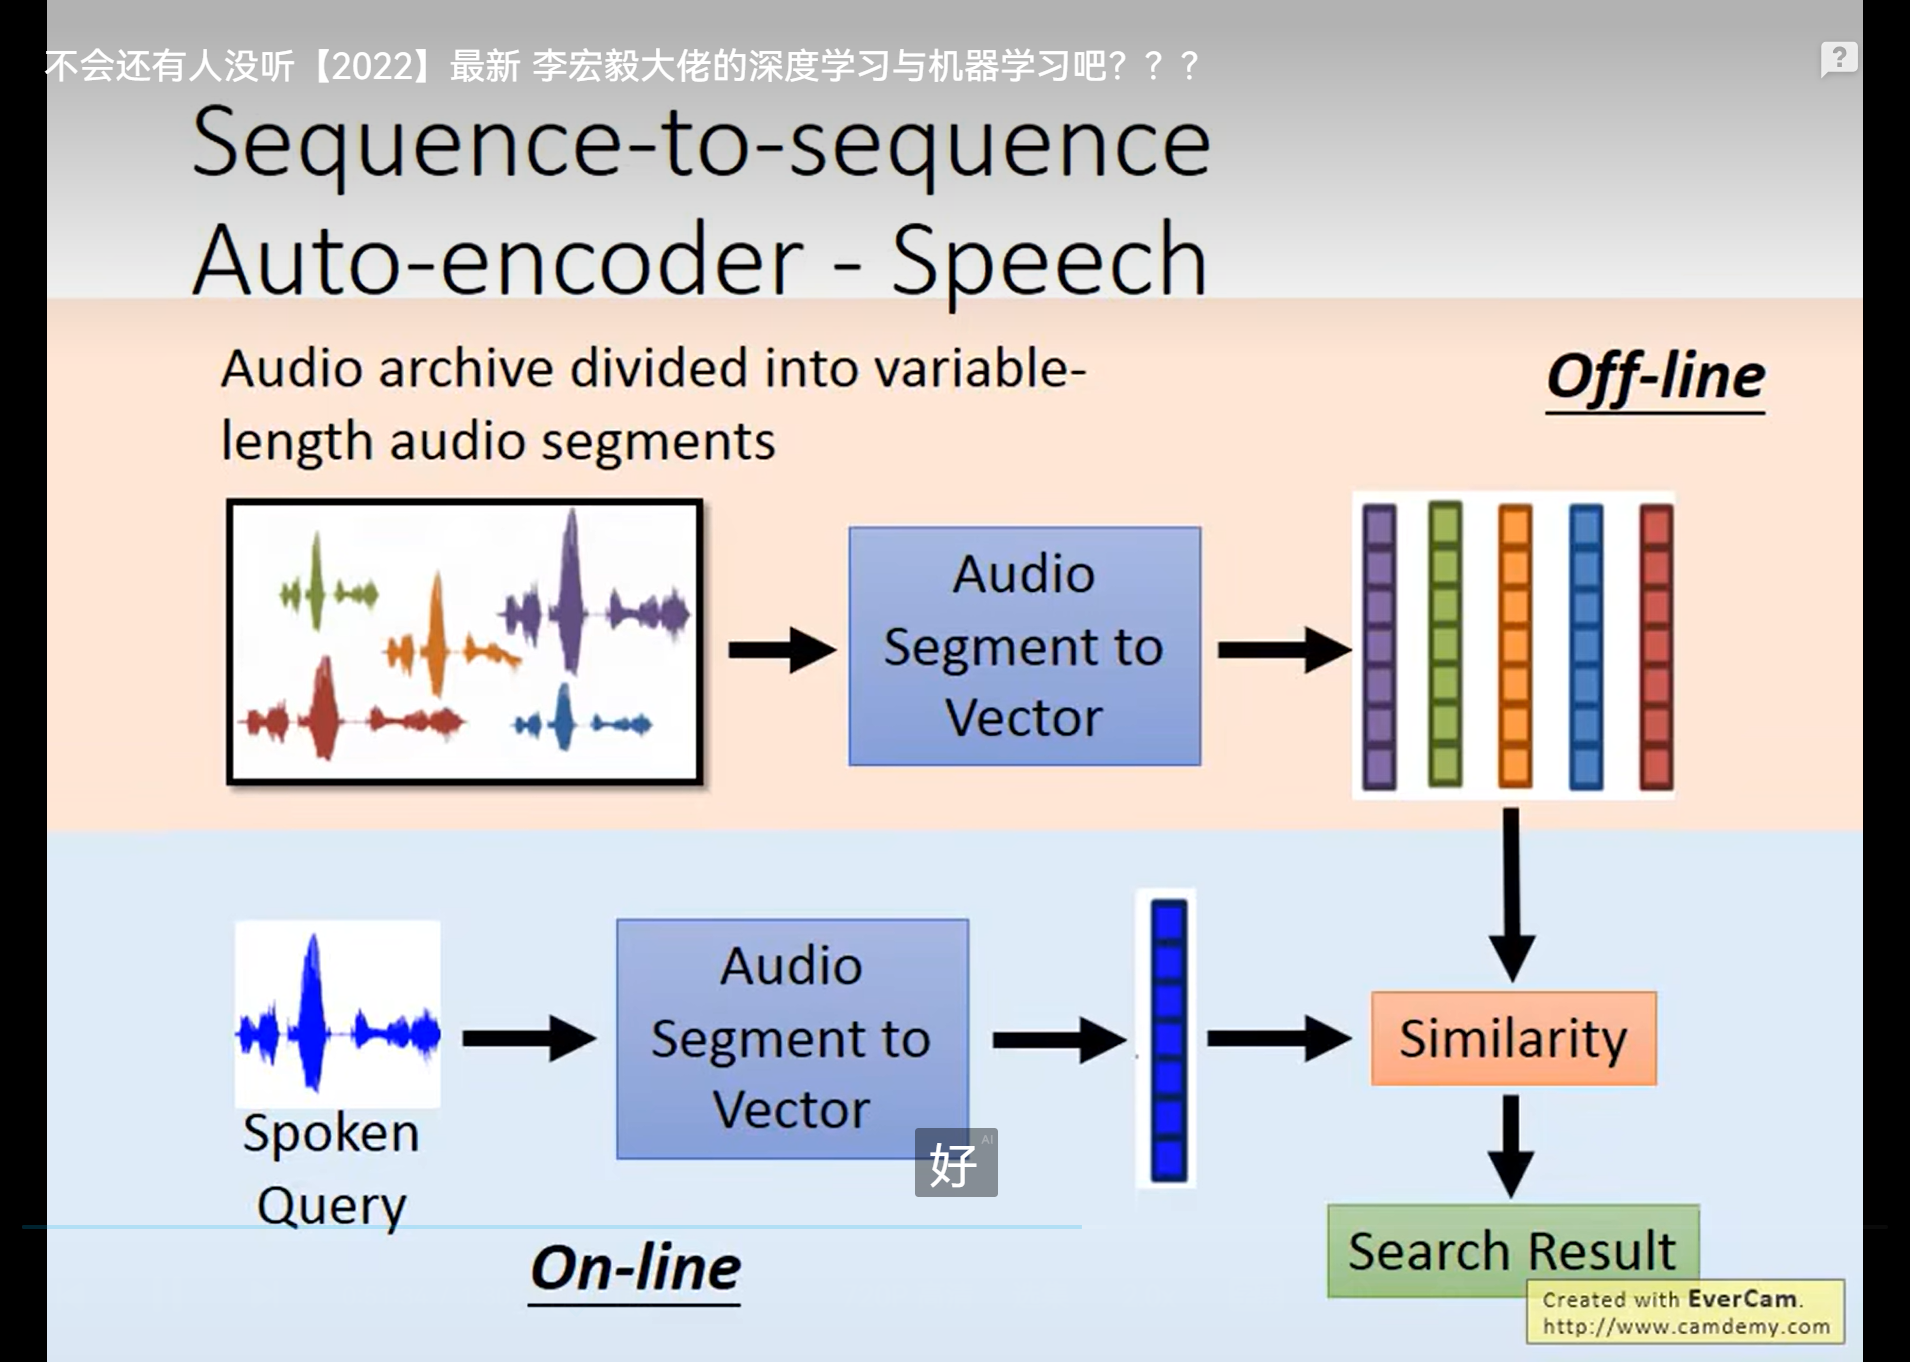 不会还有人没听【2022】最新 李宏毅大佬的深度学习与机器学习吧？？？
Sequence-to-sequence
Auto-encoder - Speech
Audio archive divided into variable-
length audio segments
Off-line
Audio
Segment to
Vector
Audio
Segment to
Vector
Similarity
Spoken
Query
AI
好
On-line
Search Result
Created with EverCam.
http://www.camdemy.com